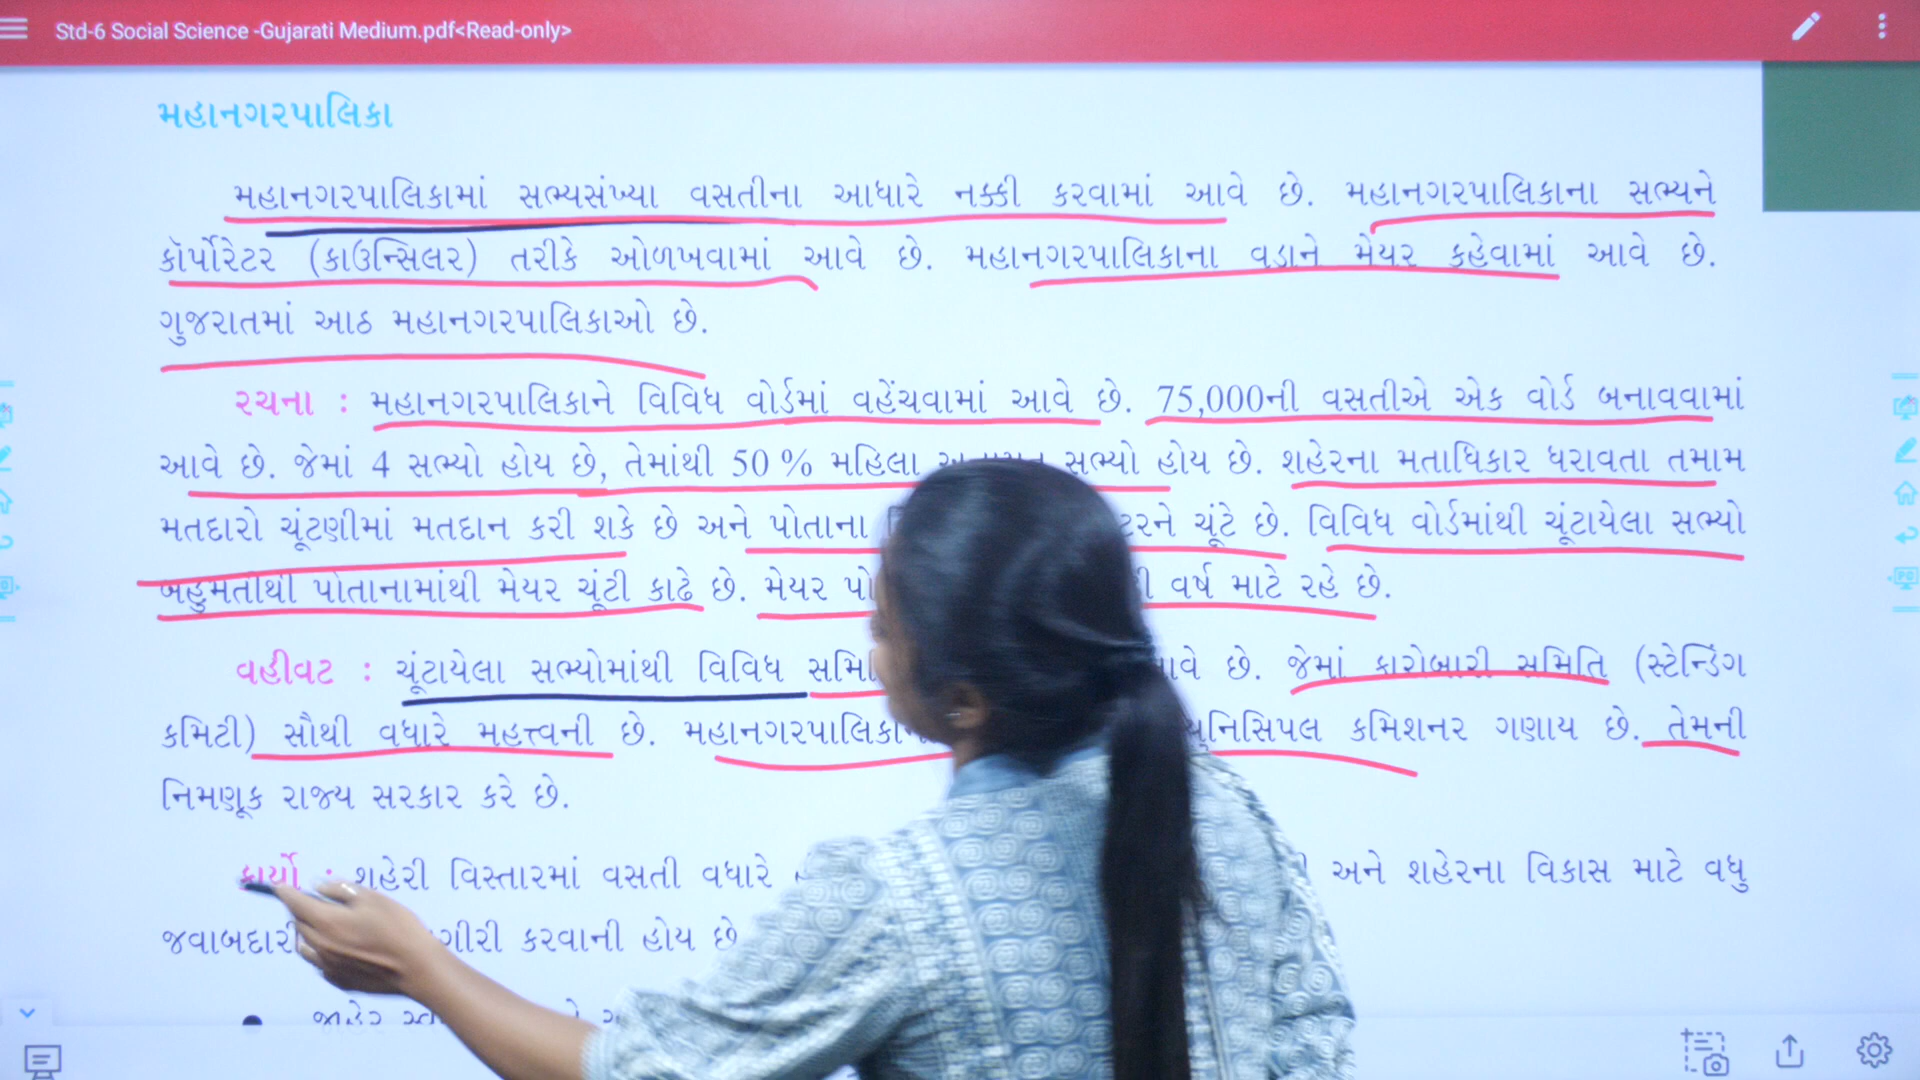 Std-6 Social Science -Gujarati Medium.pdf<Read-only>
મહાનગરપાલિકા
મહાનગરપાલિકામાં સભ્યસંખ્યા વસતીના આધારે નક્કી કરવામાં આવે છે. મહાનગરપાલિકાના સભ્યને
કૉર્પોરેટર (કાઉન્સિલર) તરીકે ઓળખવામાં આવે છે. મહાનગરપાલિકાના વડાને મેયર કહેવામાં આવે છે.
ગુજરાતમાં આઠ મહાનગરપાલિકાઓ છે.
રચના : મહાનગરપાલિકાને વિવિધ વોર્ડમાં વહેંચવામાં આવે છે. 75,000ની વસતીએ એક વોર્ડ બનાવવામાં
આવે છે. જેમાં 4 સભ્યો હોય છે, તેમાંથી 50 % મહિલા સભ્યો હોય છે. શહેરના મતાધિકાર ધરાવતા તમામ
મતદારો ચૂંટણીમાં મતદાન કરી શકે છે અને પોતાના ટરને ચૂંટે છે. વિવિધ વોર્ડમાંથી ચૂંટાયેલા સભ્યો
બહુમતીથી પોતાનામાંથી મેયર ચૂંટી કાઢે છે. મેયર પો વર્ષ માટે રહે છે.
વહીવટ : ચૂંટાયેલા સભ્યોમાંથી વિવિધ સમિ વે છે. જેમાં કારોબારી સમિતિ (સ્ટેન્ડિંગ
કમિટી) સૌથી વધારે મહત્ત્વની છે. મહાનગરપાલિકા યુનિસિપલ કમિશનર ગણાય છે. તેમની
નિમણૂક રાજ્ય સરકાર કરે છે.
કાર્યો : શહેરી વિસ્તારમાં વસતી વધારે અને શહેરના વિકાસ માટે વધુ
જવાબદારી ગીરી કરવાની હોય છે
જાહેર